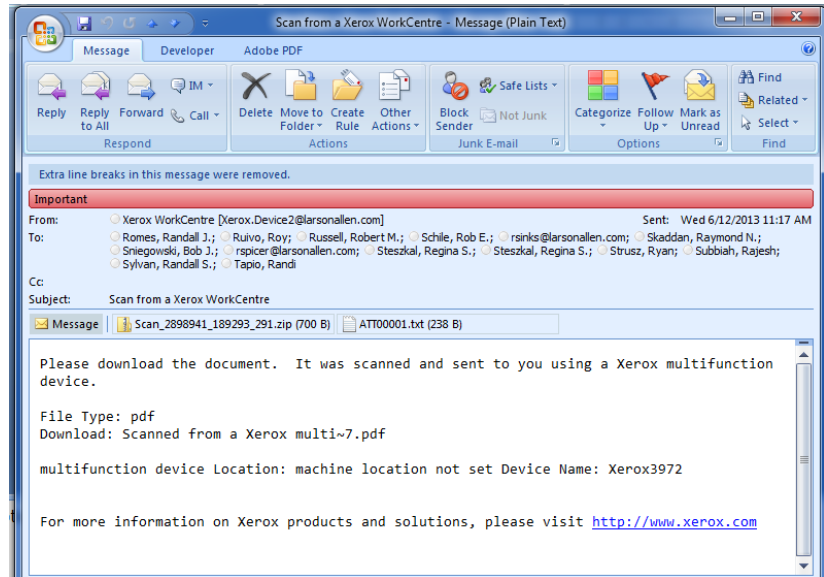 Scan from a Xerox WorkCentre - Message (Plain Text)
Message Developer Adobe PDF
Reply
Reply to All
Forward
IM
Call
Respond
Delete
Move to Folder
Create Rule
Other Actions
Actions
Block Sender
Safe Lists
Not Junk
Junk E-mail
Categorize
Follow Up
Mark as Unread
Options
Find
Related
Select
Find
Extra line breaks in this message were removed.
Important
From: Xerox WorkCentre [Xerox.Device2@larsonallen.com] Sent: Wed 6/12/2013 11:17 AM
To: Romes, Randall J.; Ruivo, Roy; Russell, Robert M.; Schile, Rob E.; rsinks@larsonallen.com; Skaddan, Raymond N.;
Sniegowski, Bob J.; rspicer@larsonallen.com; Steszkal, Regina S.; Steszkal, Regina S.; Strusz, Ryan; Subbiah, Rajesh;
Sylvan, Randall S.; Tapio, Randi
Cc:
Subject: Scan from a Xerox WorkCentre
Message Scan_2898941_189293_291.zip (700 B) ATT00001.txt (238 B)
Please download the document.  It was scanned and sent to you using a Xerox multifunction
device.
File Type: pdf
Download: Scanned from a Xerox multi~7.pdf
multifunction device Location: machine location not set Device Name: Xerox3972
For more information on Xerox products and solutions, please visit http://www.xerox.com